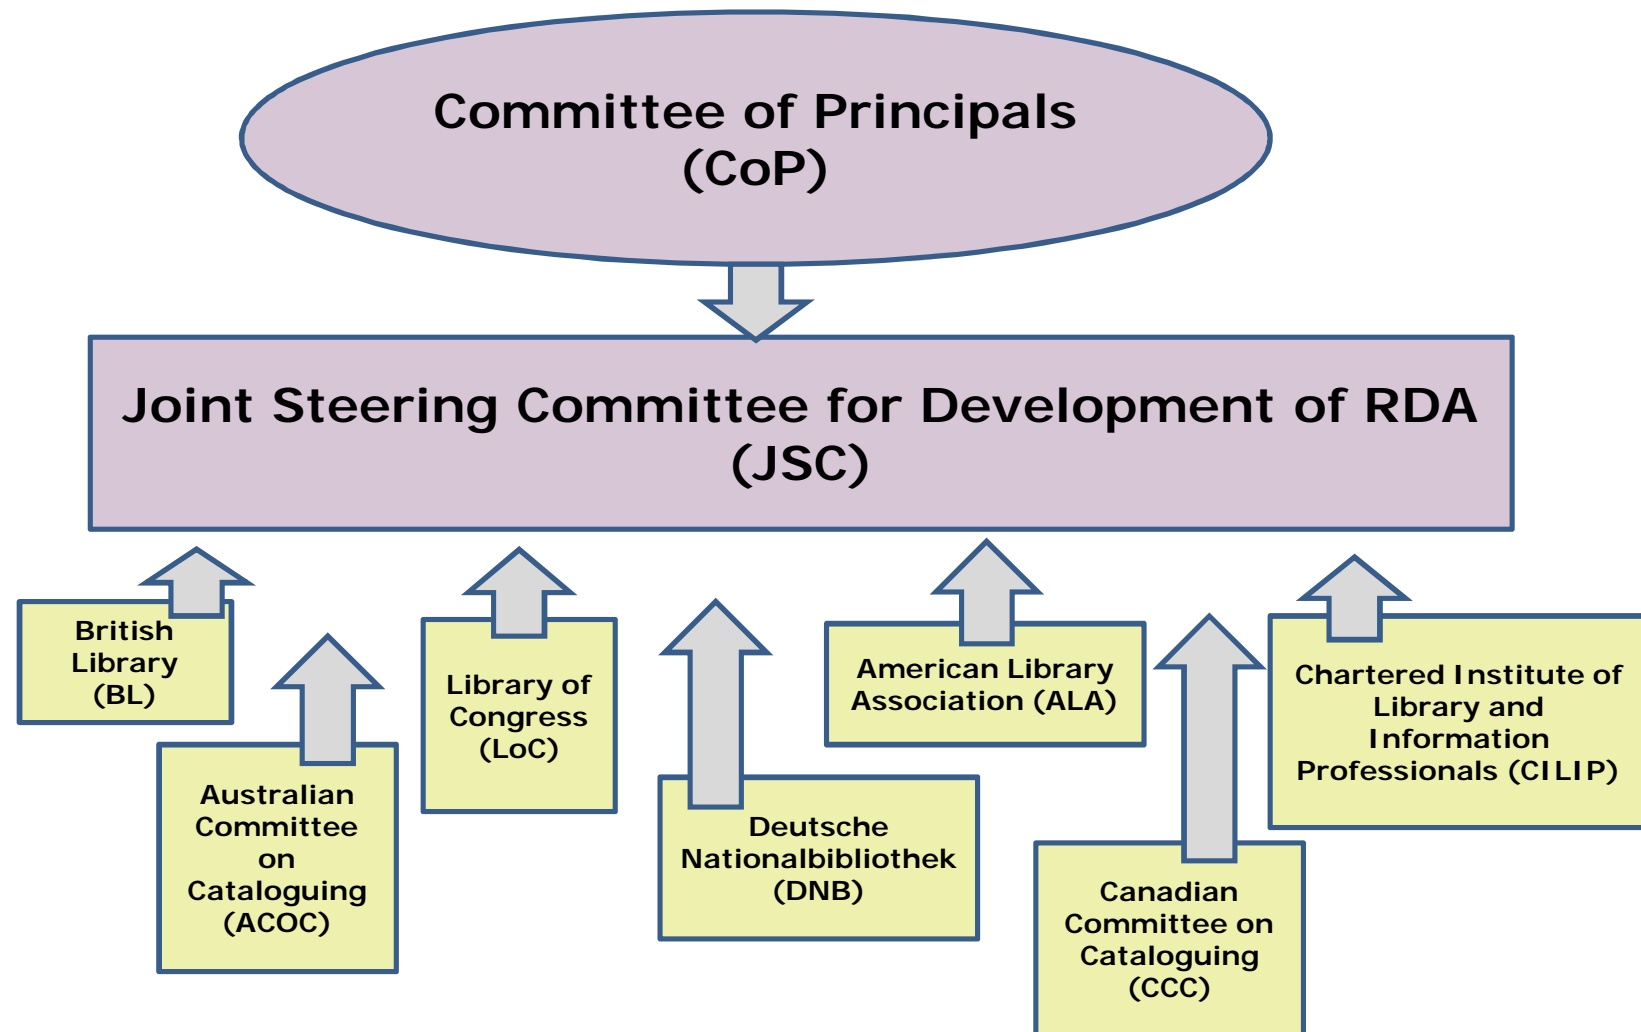 Committee of Principals
(CoP)
Joint Steering Committee for Development of RDA
(JSC)
British
Library
(BL)
Australian
Committee
on
Cataloguing
(ACOC)
Library of
Congress
(LoC)
Deutsche
Nationalbibliothek
(DNB)
American Library
Association (ALA)
Canadian
Committee on
Cataloguing
(CCC)
Chartered Institute of
Library and
Information
Professionals (CILIP)